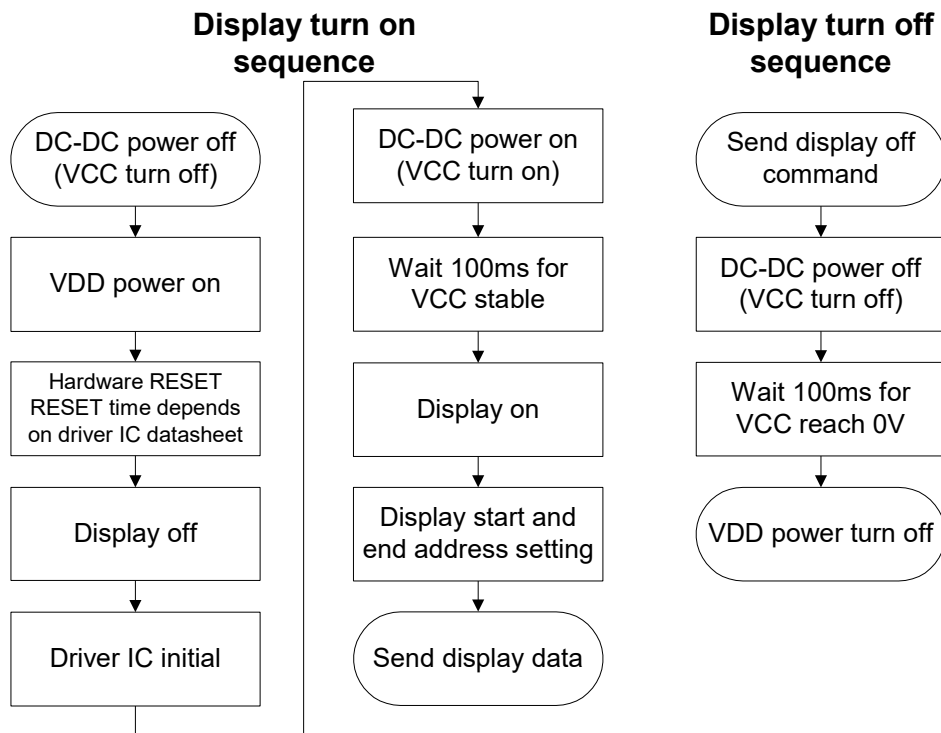 Display turn on
sequence
DC-DC power off
(VCC turn off)
VDD power on
Hardware RESET
RESET time depends
on driver IC datasheet
Display off
Driver IC initial
DC-DC power on
(VCC turn on)
Wait 100ms for
VCC stable
Display on
Display start and
end address setting
Send display data
Display turn off
sequence
Send display off
command
DC-DC power off
(VCC turn off)
Wait 100ms for
VCC reach 0V
VDD power turn off